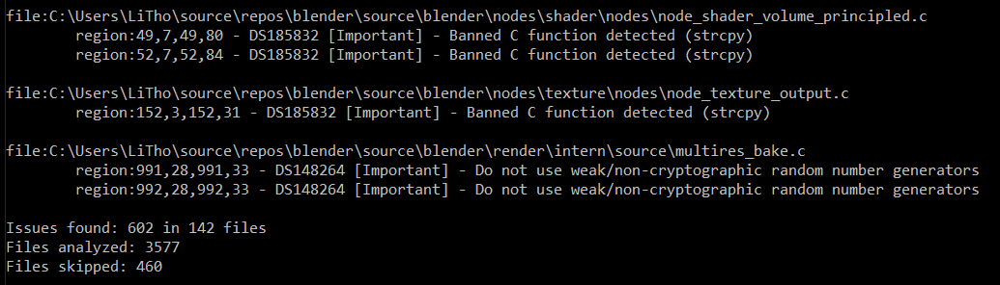 file:C:\Users\LiTho\source\repos\blender\source\blender\nodes\shader\nodes\node_shader_volume_principled.c
region:49,7,49,80 - DS185832 [Important] - Banned C function detected (strcpy)
region:52,7,52,84 - DS185832 [Important] - Banned C function detected (strcpy)
file:C:\Users\LiTho\source\repos\blender\source\blender\nodes\texture\nodes\node_texture_output.c
region:152,3,152,31 - DS185832 [Important] - Banned C function detected (strcpy)
file:C:\Users\LiTho\source\repos\blender\source\blender\render\intern\source\multires_bake.c
region:991,28,991,33 - DS148264 [Important] - Do not use weak/non-cryptographic random number generators
region:992,28,992,33 - DS148264 [Important] - Do not use weak/non-cryptographic random number generators
Issues found: 602 in 142 files
Files analyzed: 3577
Files skipped: 460